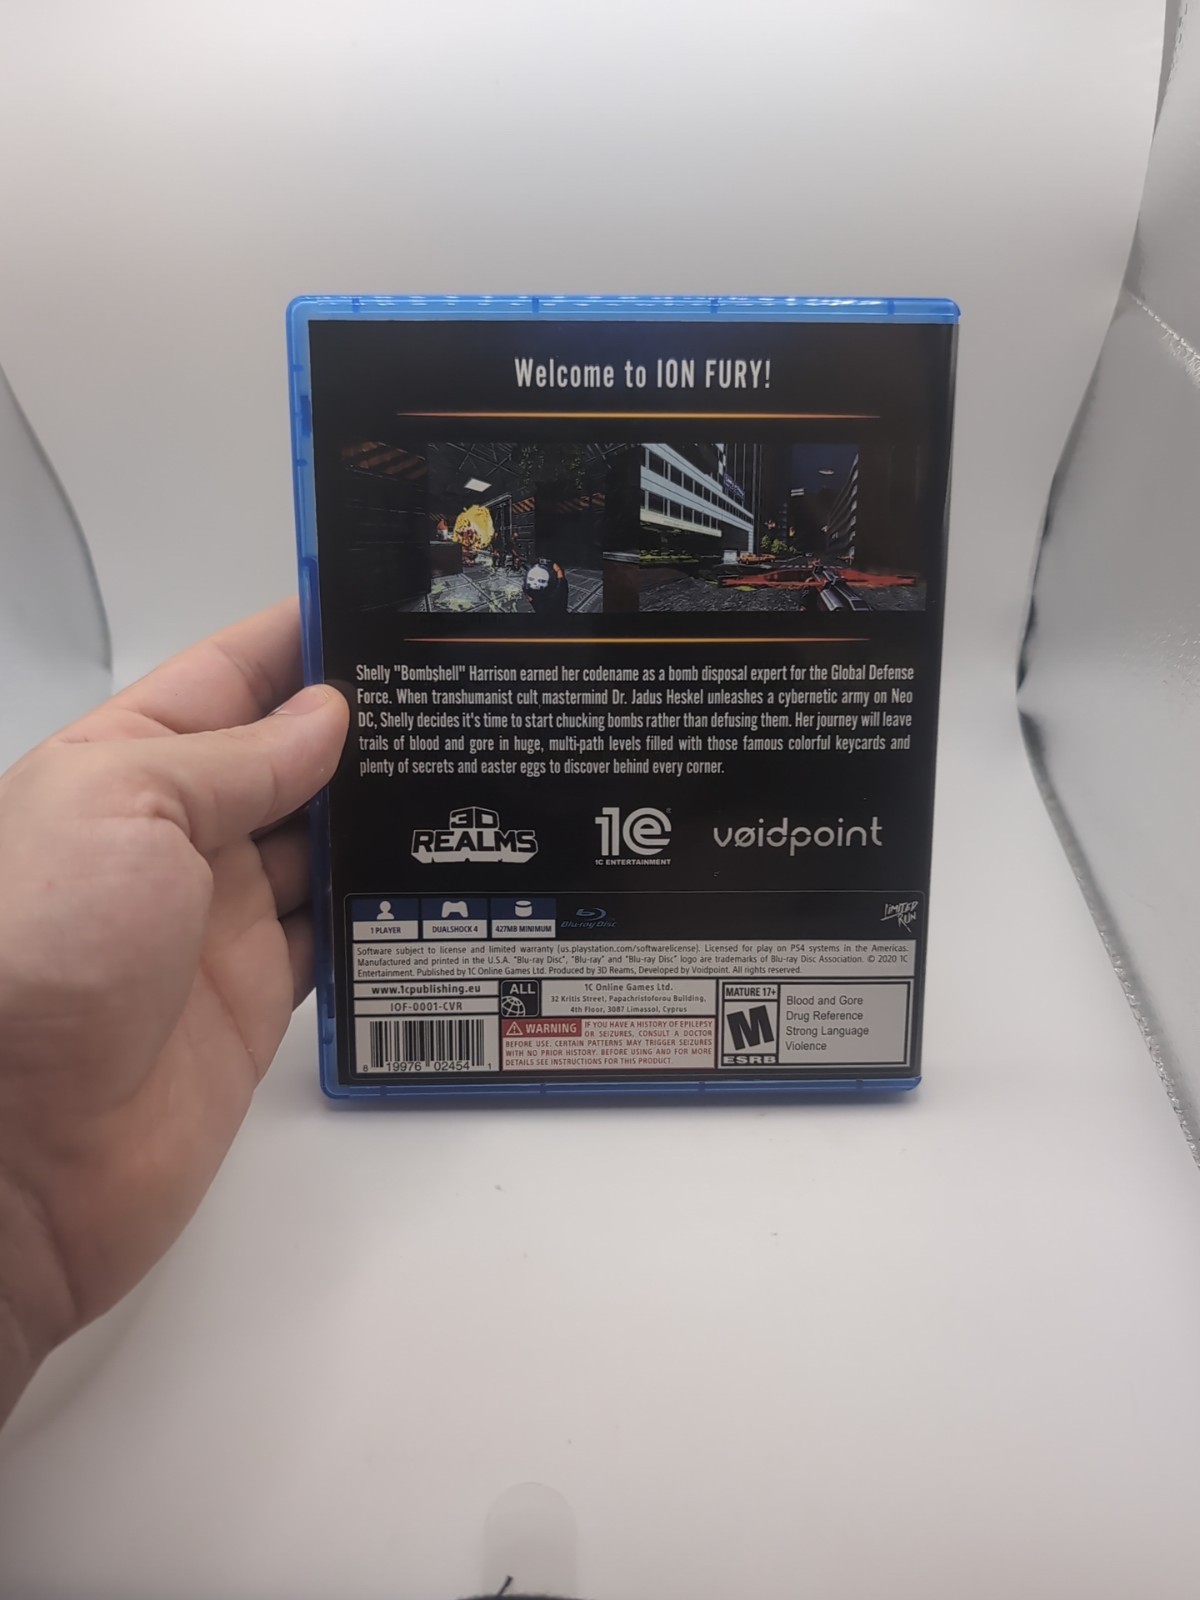 Welcome to ION FURY!
Shelly "Bombshell" Harrison earned her codename as a bomb disposal expert for the Global Defense
Force. When transhumanist cult mastermind Dr. Jadus Heskel unleashes a cybernetic army on Neo
DC, Shelly decides it's time to start chucking bombs rather than defusing them. Her journey will leave
trails of blood and gore in huge, multi-path levels filled with those famous colorful keycards and
plenty of secrets and easter eggs to discover behind every corner.
3D
REALMS
1C
1C ENTERTAINMENT
vøidpoint
1 PLAYER
DUALSHOCK 4
427MB MINIMUM
Blu-ray Disc
LIMITED
RUN
Software subject to license and limited warranty (us.playstation.com/softwarelicense). Licensed for play on PS4 systems in the Americas.
Manufactured and printed in the U.S.A. "Blu-ray Disc", "Blu-ray" and "Blu-ray Disc" logo are trademarks of Blu-ray Disc Association. © 2020 1C
Entertainment. Published by 1C Online Games Ltd. Produced by 3D Reams, Developed by Voidpoint. All rights reserved.
www.1cpublishing.eu
IOF-0001-CVR
8 19976 02454 1
ALL
1C Online Games Ltd.
32 Kritis Street, Papachristoforou Building,
4th Floor, 3087 Limassol, Cyprus
WARNING IF YOU HAVE A HISTORY OF EPILEPSY
OR SEIZURES, CONSULT A DOCTOR
BEFORE USE. CERTAIN PATTERNS MAY TRIGGER SEIZURES
WITH NO PRIOR HISTORY. BEFORE USING AND FOR MORE
DETAILS SEE INSTRUCTIONS FOR THIS PRODUCT.
MATURE 17+
M
ESRB
Blood and Gore
Drug Reference
Strong Language
Violence